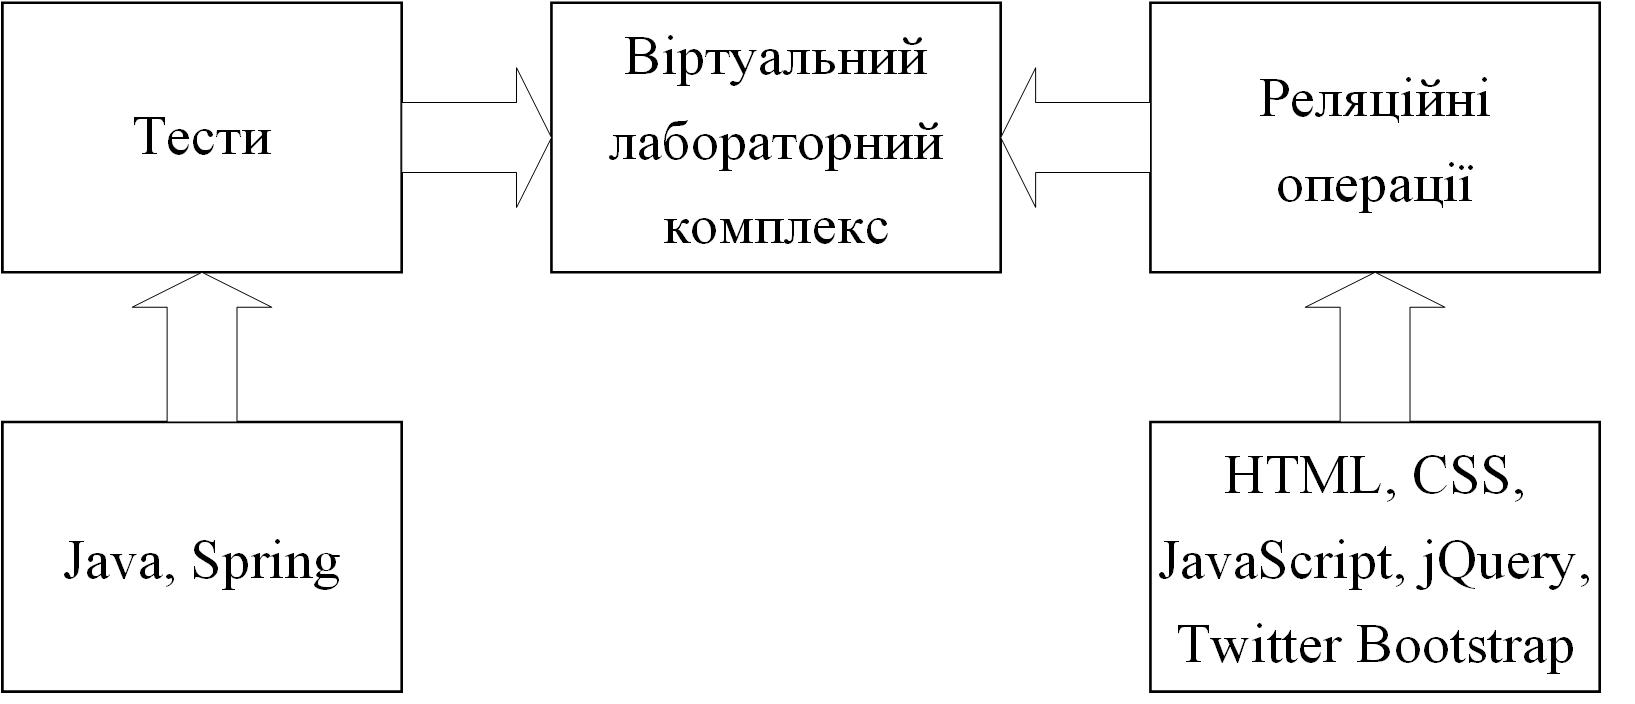 Тести
Віртуальний
лабораторний
комплекс
Реляційні
операції
Java, Spring
HTML, CSS,
JavaScript, jQuery,
Twitter Bootstrap